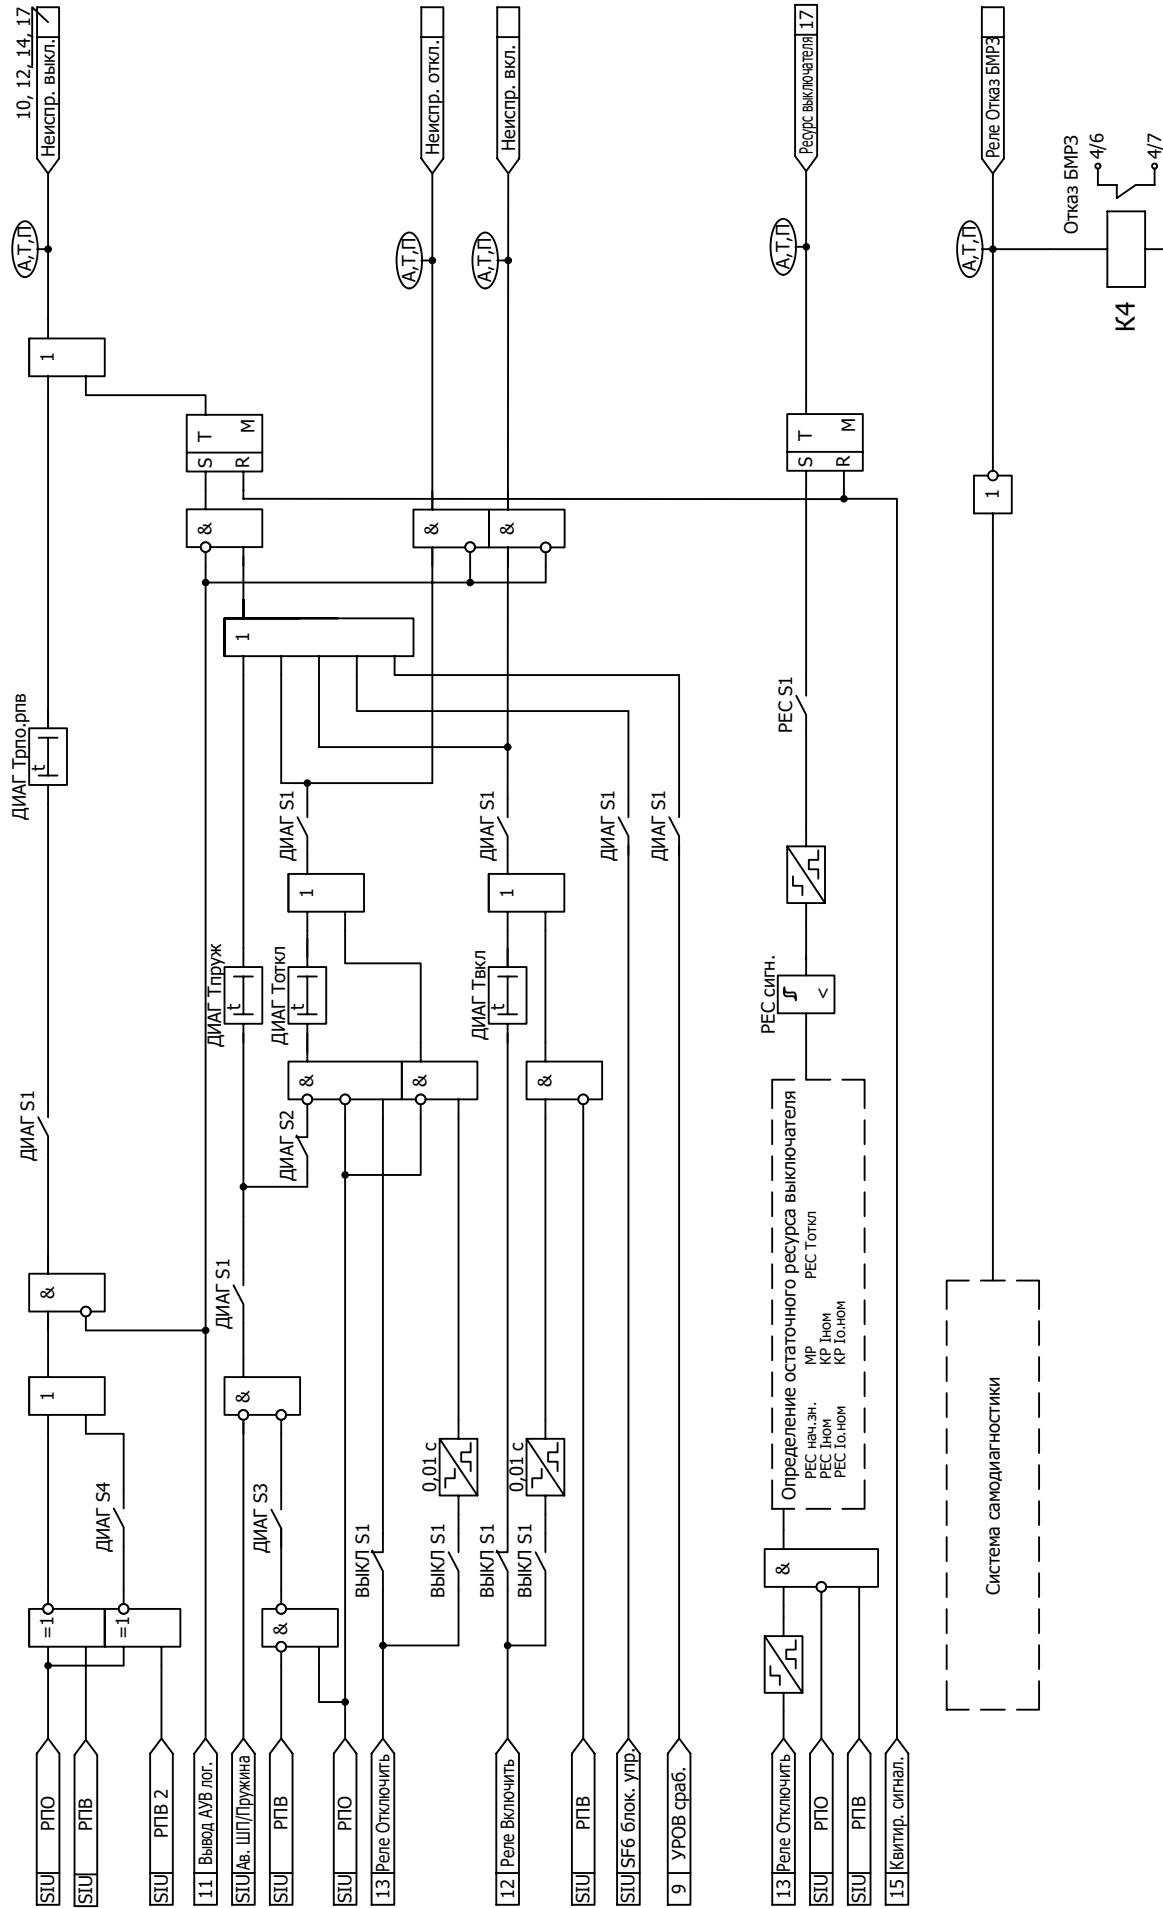 10, 12, 14, 17
Неиспр. выкл.
Неиспр. откл.
Неиспр. вкл.
Ресурс выключателя 17
Реле Отказ БМРЗ
А,Т,П
А,Т,П
А,Т,П
А,Т,П
А,Т,П
Отказ БМРЗ
4/6
4/7
К4
1
S T
R M
S T
R M
&
&
&
1
1
ДИАГ Трпо.рпв
t
РЕС S1
ДИАГ S1
ДИАГ S1
ДИАГ S1
ДИАГ S1
1
1
ДИАГ Тпруж
t
ДИАГ Тоткл
t
ДИАГ Твкл
t
РЕС сигн.
<
ДИАГ S1
&
&
&
ДИАГ S2
ДИАГ S1
&
1
&
ДИАГ S4
ДИАГ S3
0,01 с
0,01 с
ВЫКЛ S1
ВЫКЛ S1
ВЫКЛ S1
ВЫКЛ S1
Определение остаточного ресурса выключателя
РЕС нач.зн. МР РЕС Тоткл
РЕС Iном КР Iном
РЕС Iо.ном КР Iо.ном
Система самодиагностики
=1
=1
&
&
SIU РПО
SIU РПВ
SIU РПВ 2
11 Вывод АУВ лог.
SIU Ав. ШП/Пружина
SIU РПВ
SIU РПО
13 Реле Отключить
12 Реле Включить
SIU РПВ
SIU SF6 блок. упр.
9 УРОВ сраб.
13 Реле Отключить
SIU РПО
SIU РПВ
15 Квитир. сигнал.